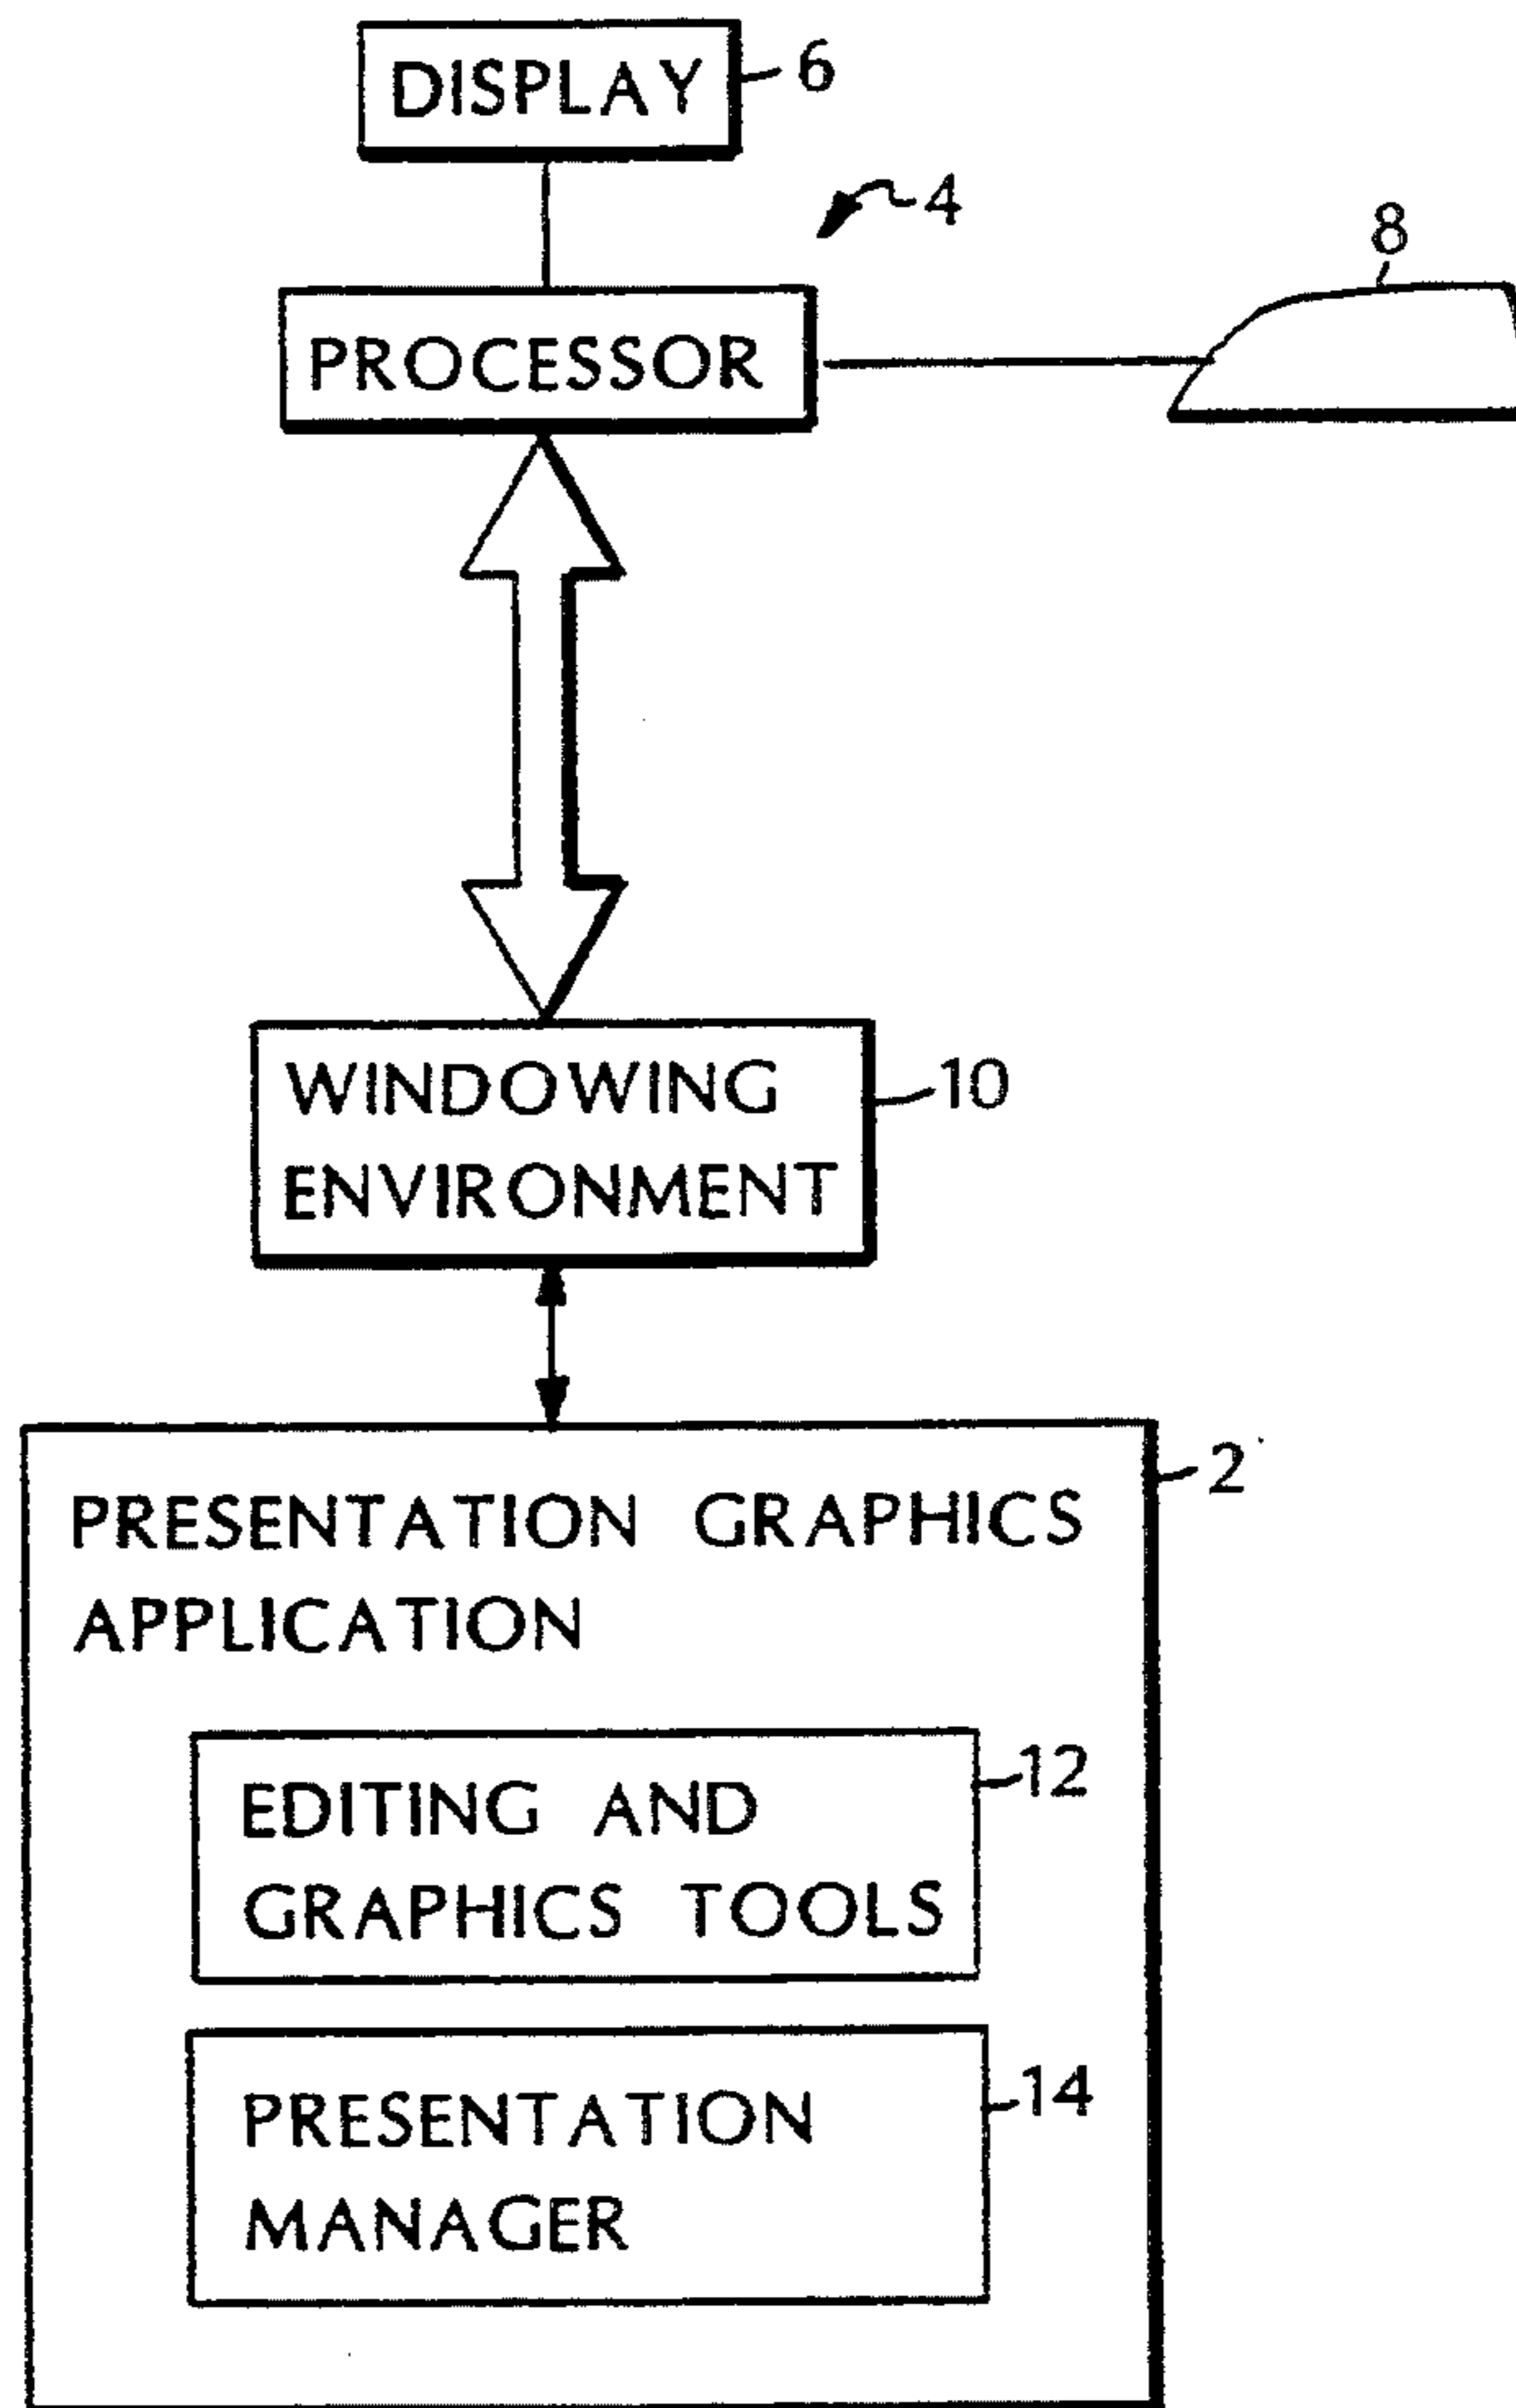 DISPLAY
6
4
8
PROCESSOR
WINDOWING
ENVIRONMENT
10
2
PRESENTATION GRAPHICS
APPLICATION
EDITING AND
GRAPHICS TOOLS
12
PRESENTATION
MANAGER
14